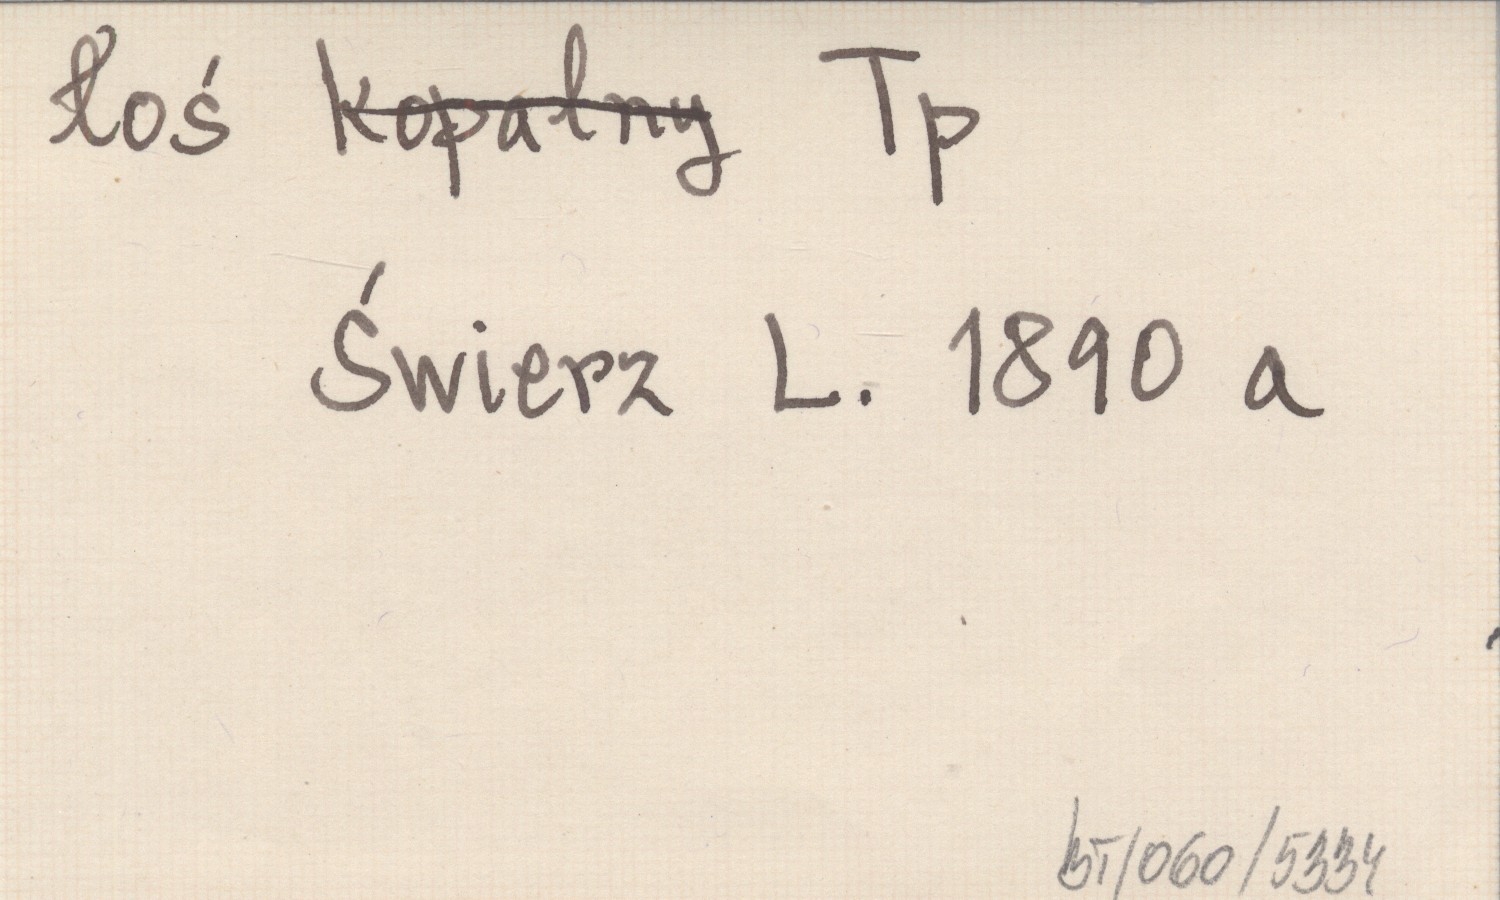 łoś kopalny Tp
Świerz L. 1890 a
BT/060/5334